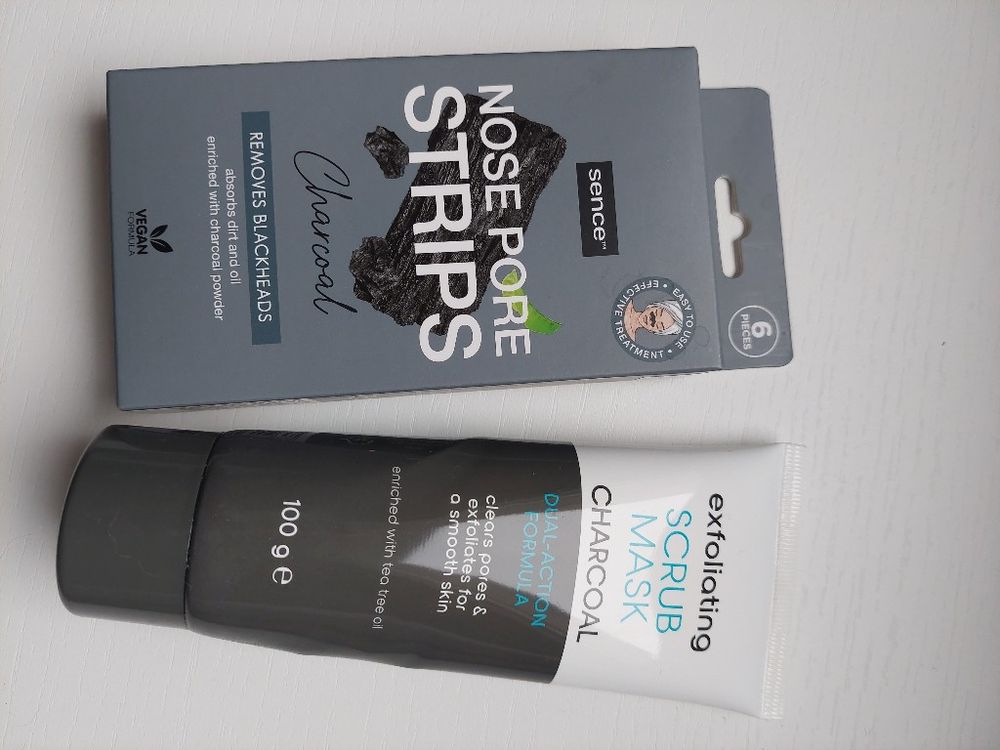 6
PIECES
• EASY TO USE •
EFFECTIVE TREATMENT
sence™
NOSE PORE
STRIPS
Charcoal
REMOVES BLACKHEADS
absorbs dirt and oil
enriched with charcoal powder
VEGAN
FORMULA
exfoliating
SCRUB
MASK
CHARCOAL
DUAL-ACTION
FORMULA
clears pores &
exfoliates for
a smooth skin
enriched with tea tree oil
100 g ℮